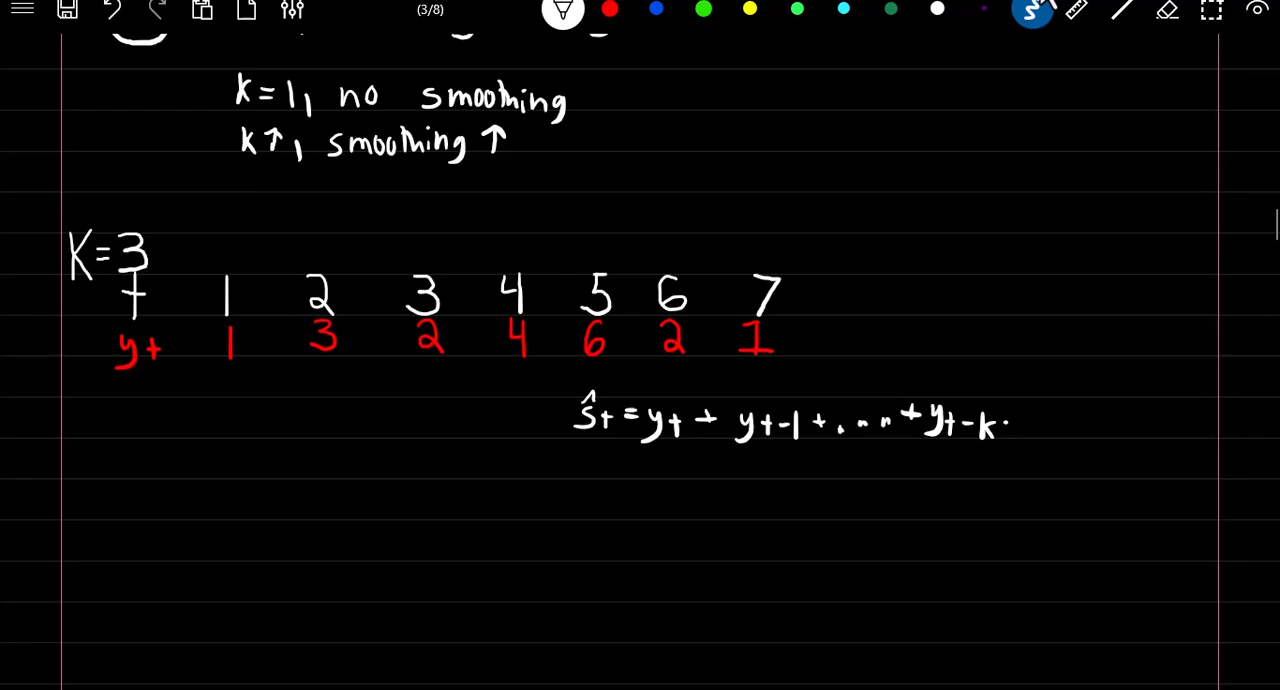 (3/8)
k=1, no smoothing
k↑, smoothing ↑
K=3
t 1 2 3 4 5 6 7
yt 1 3 2 4 6 2 1
Ŝt = yt + yt-1 + .... + yt-k.